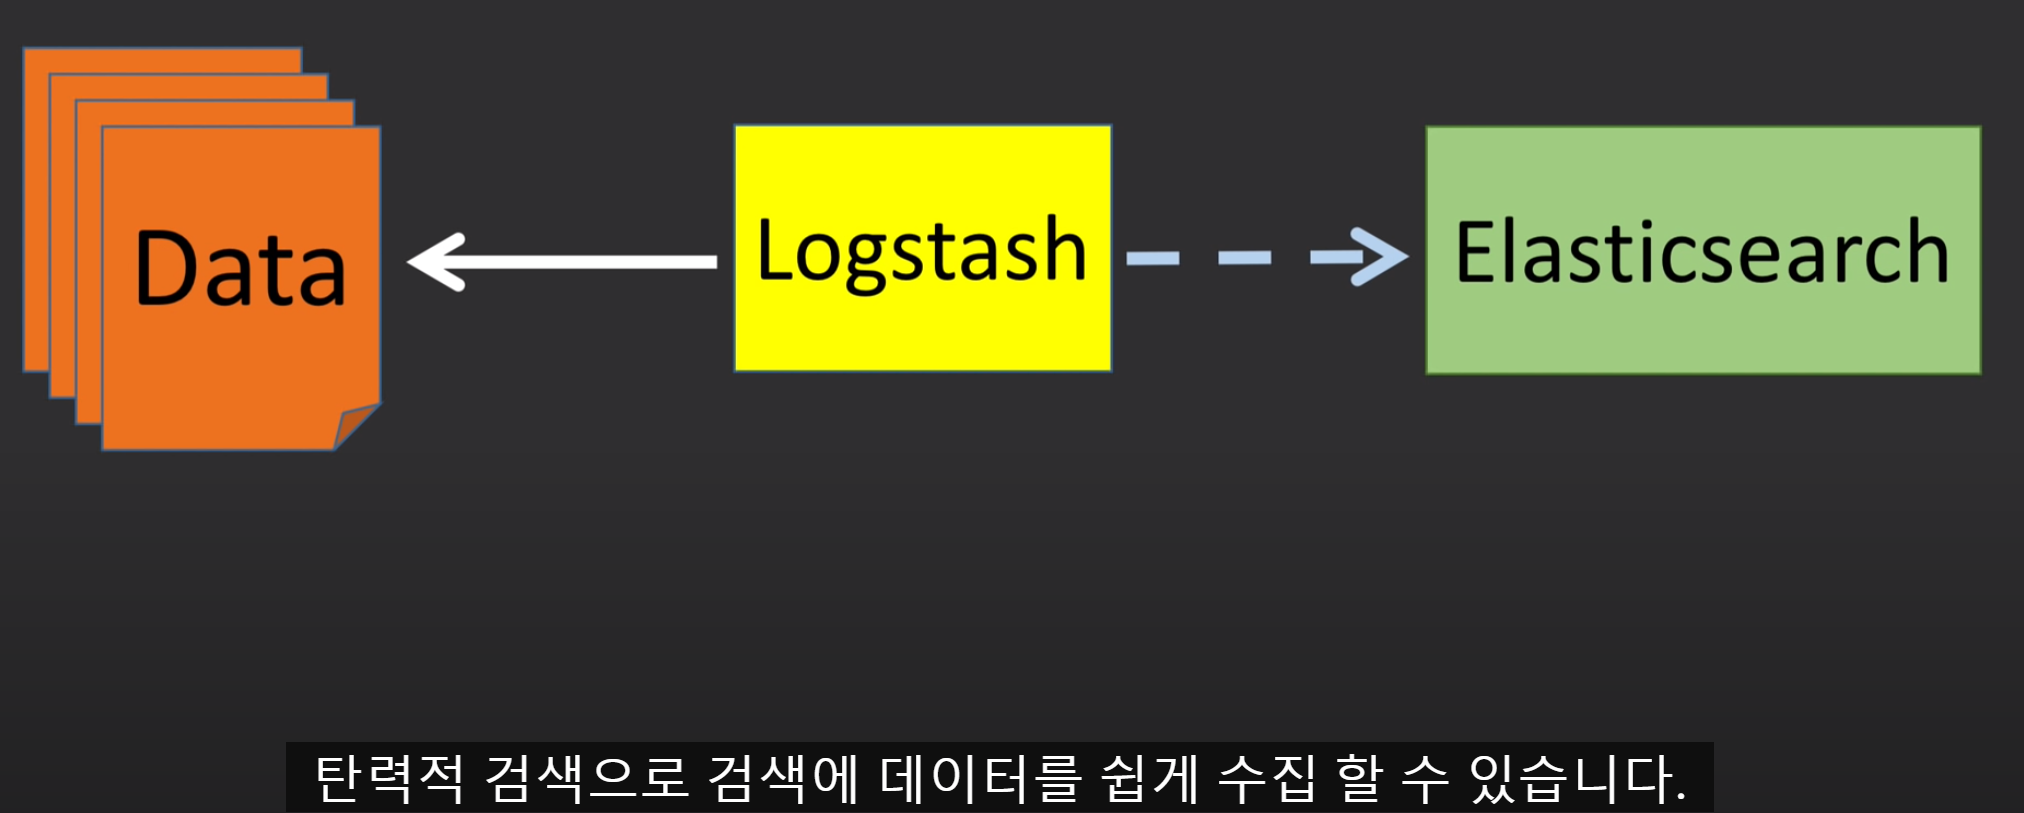 Data
Logstash
Elasticsearch
탄력적 검색으로 검색에 데이터를 쉽게 수집 할 수 있습니다.